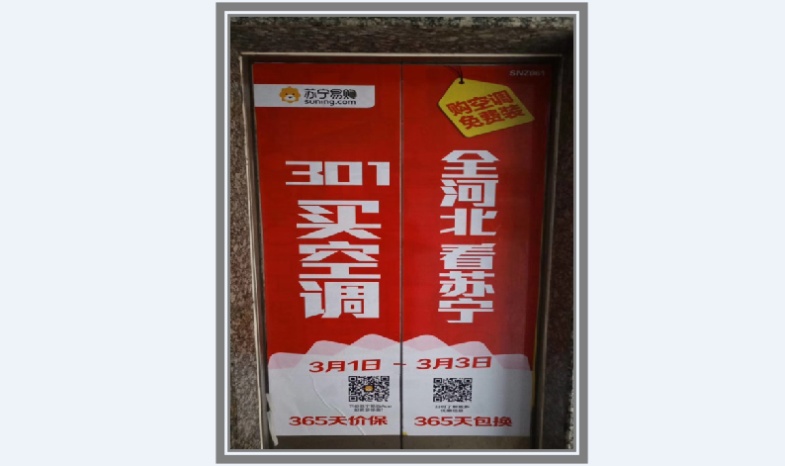 苏宁易购
suning.com
购空调
免费装
301
买空调
全河北 看苏宁
3月1日 - 3月3日
365天价保
365天包换